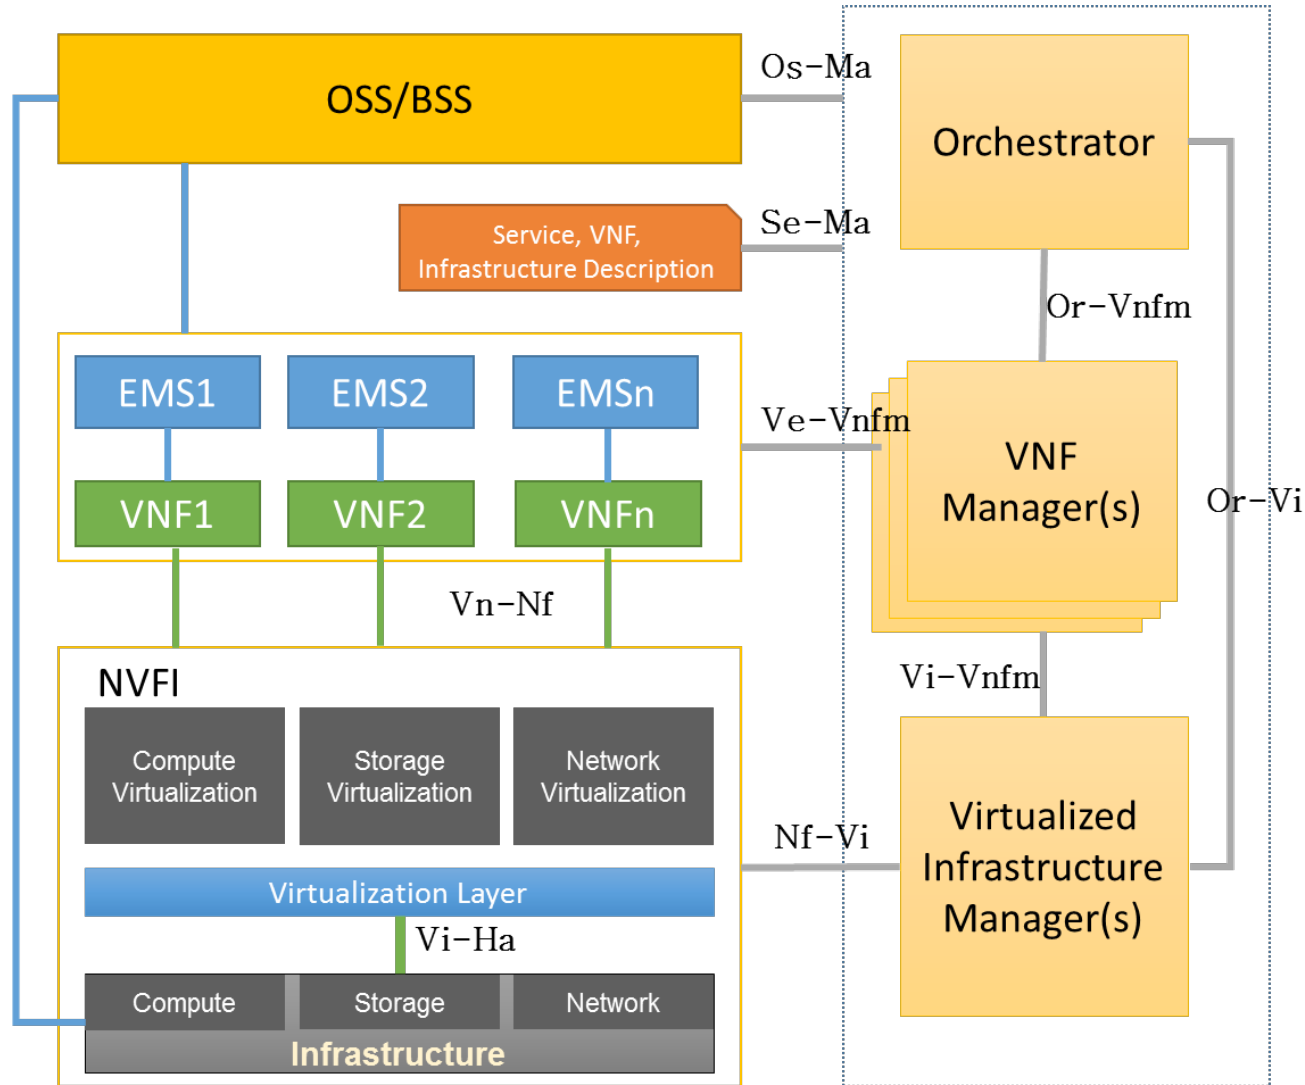 OSS/BSS
Os-Ma
Orchestrator
Service, VNF,
Infrastructure Description
Se-Ma
Or-Vnfm
EMS1
EMS2
EMSn
Ve-Vnfm
VNF
Manager(s)
VNF1
VNF2
VNFn
Or-Vi
Vn-Nf
NVFI
Vi-Vnfm
Compute
Virtualization
Storage
Virtualization
Network
Virtualization
Nf-Vi
Virtualized
Infrastructure
Manager(s)
Virtualization Layer
Vi-Ha
Compute
Storage
Network
Infrastructure